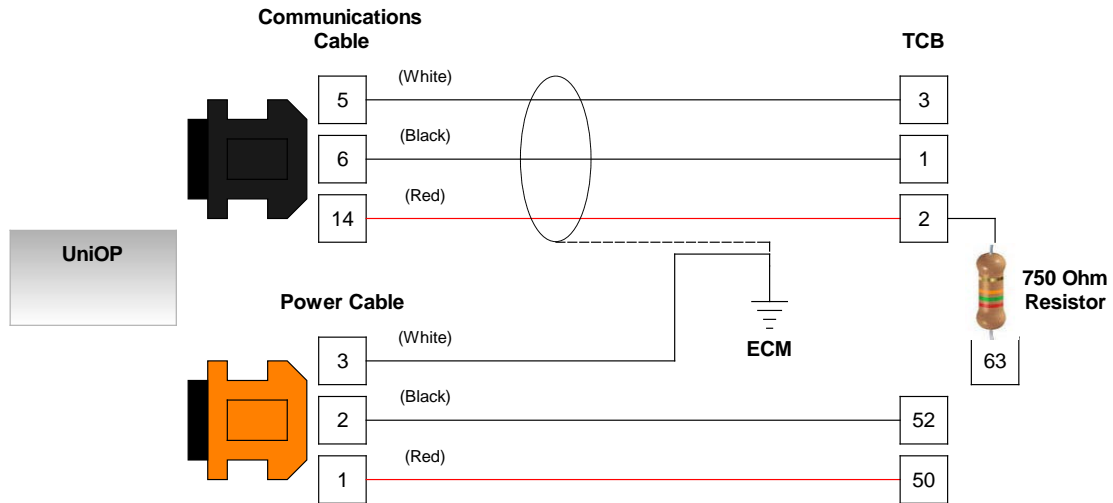 Communications
Cable
TCB
(White)
5
3
(Black)
6
1
(Red)
14
2
UniOP
750 Ohm
Resistor
Power Cable
(White)
ECM
3
63
(Black)
2
52
(Red)
1
50